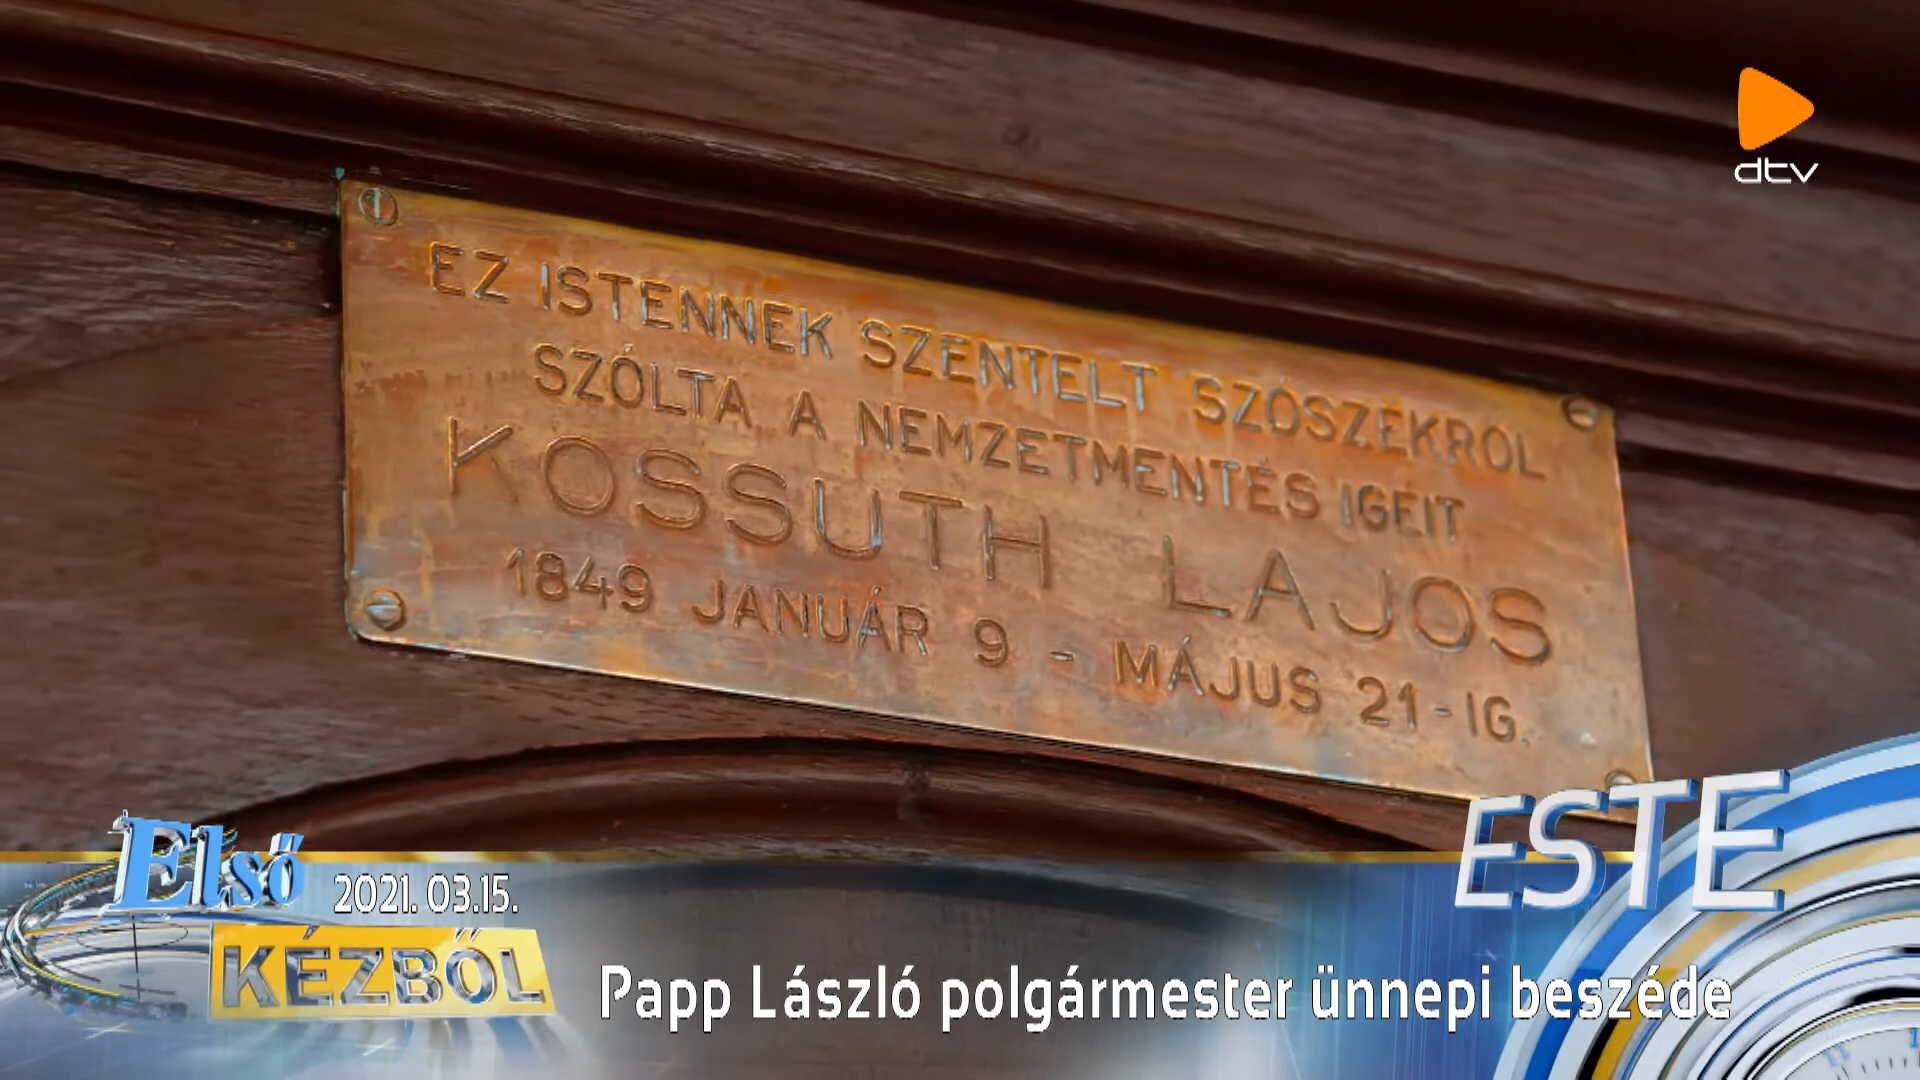 dtv
EZ ISTENNEK SZENTELT SZÓSZÉKRŐL
SZÓLTA A NEMZETMENTÉS IGÉIT
KOSSUTH LAJOS
1849 JANUÁR 9 - MÁJUS 21-IG.
ESTE
Első
2021. 03.15.
KÉZBŐL
Papp László polgármester ünnepi beszéde